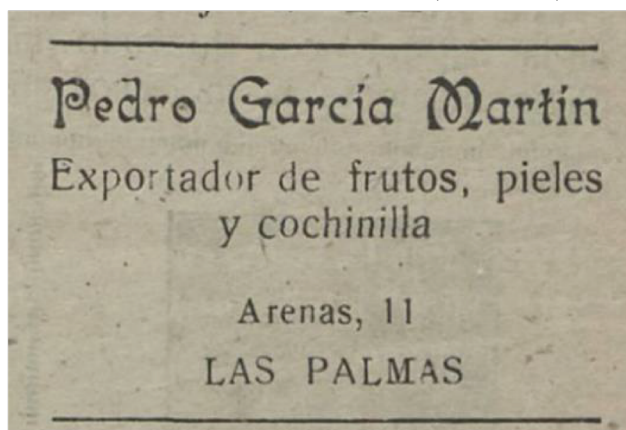 Pedro García Martín
Exportador de frutos, pieles
y cochinilla
Arenas, 11
LAS PALMAS